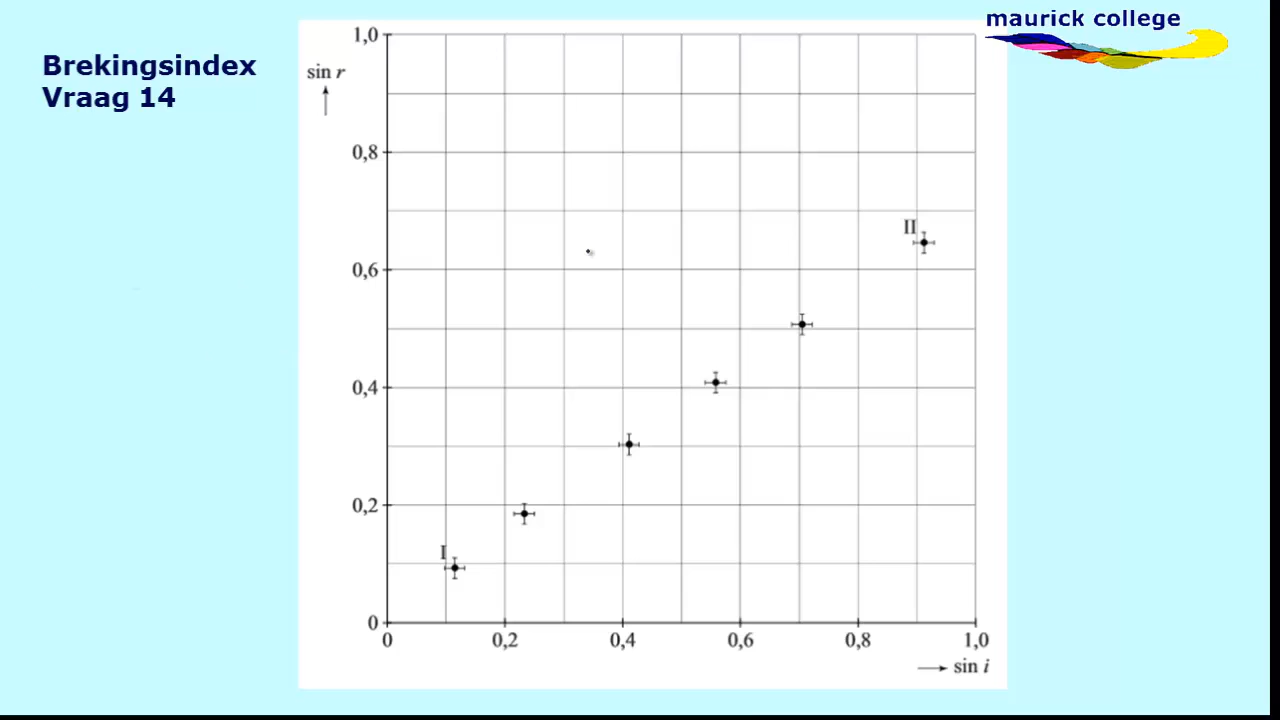 maurick college
Brekingsindex
Vraag 14
1,0
sin r
0,8
II
0,6
0,4
0,2
I
0
0 0,2 0,4 0,6 0,8 1,0
sin i